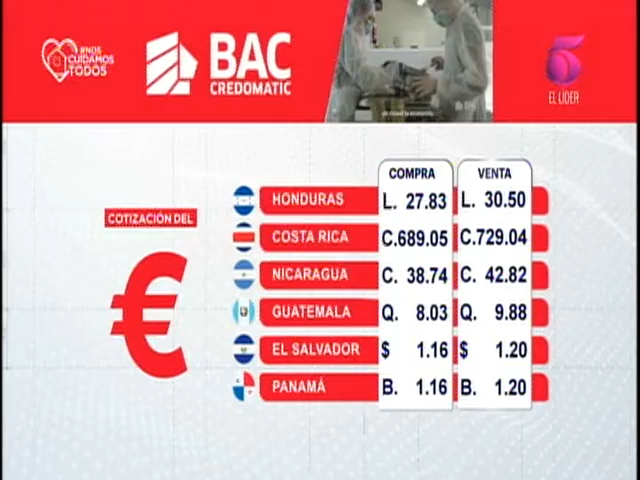 #NOS
CUIDAMOS
TODOS
BAC
CREDOMATIC
5
EL LÍDER
COMPRA VENTA
HONDURAS L. 27.83 L. 30.50
COTIZACIÓN DEL
COSTA RICA C.689.05 C.729.04
€
NICARAGUA C. 38.74 C. 42.82
GUATEMALA Q. 8.03 Q. 9.88
EL SALVADOR $ 1.16 $ 1.20
PANAMÁ B. 1.16 B. 1.20